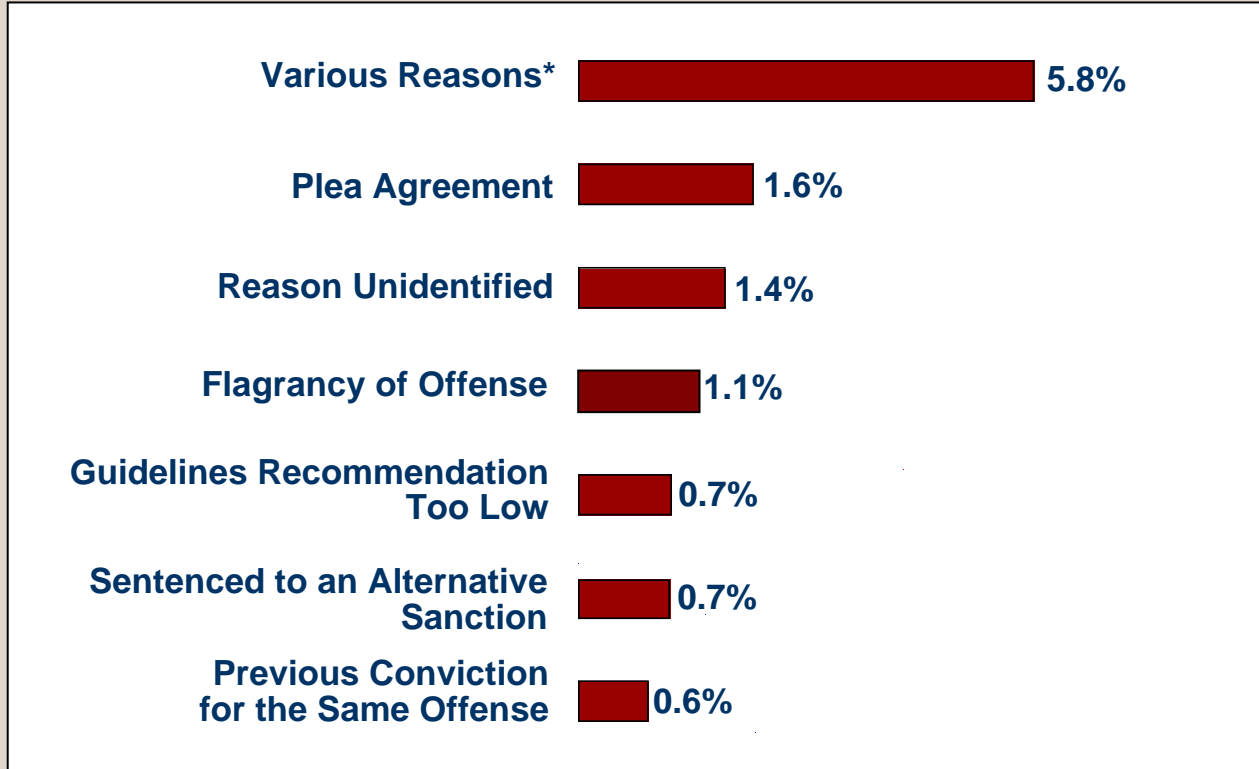 Various Reasons* 5.8%
Plea Agreement 1.6%
Reason Unidentified 1.4%
Flagrancy of Offense 1.1%
Guidelines Recommendation
Too Low 0.7%
Sentenced to an Alternative
Sanction 0.7%
Previous Conviction
for the Same Offense 0.6%